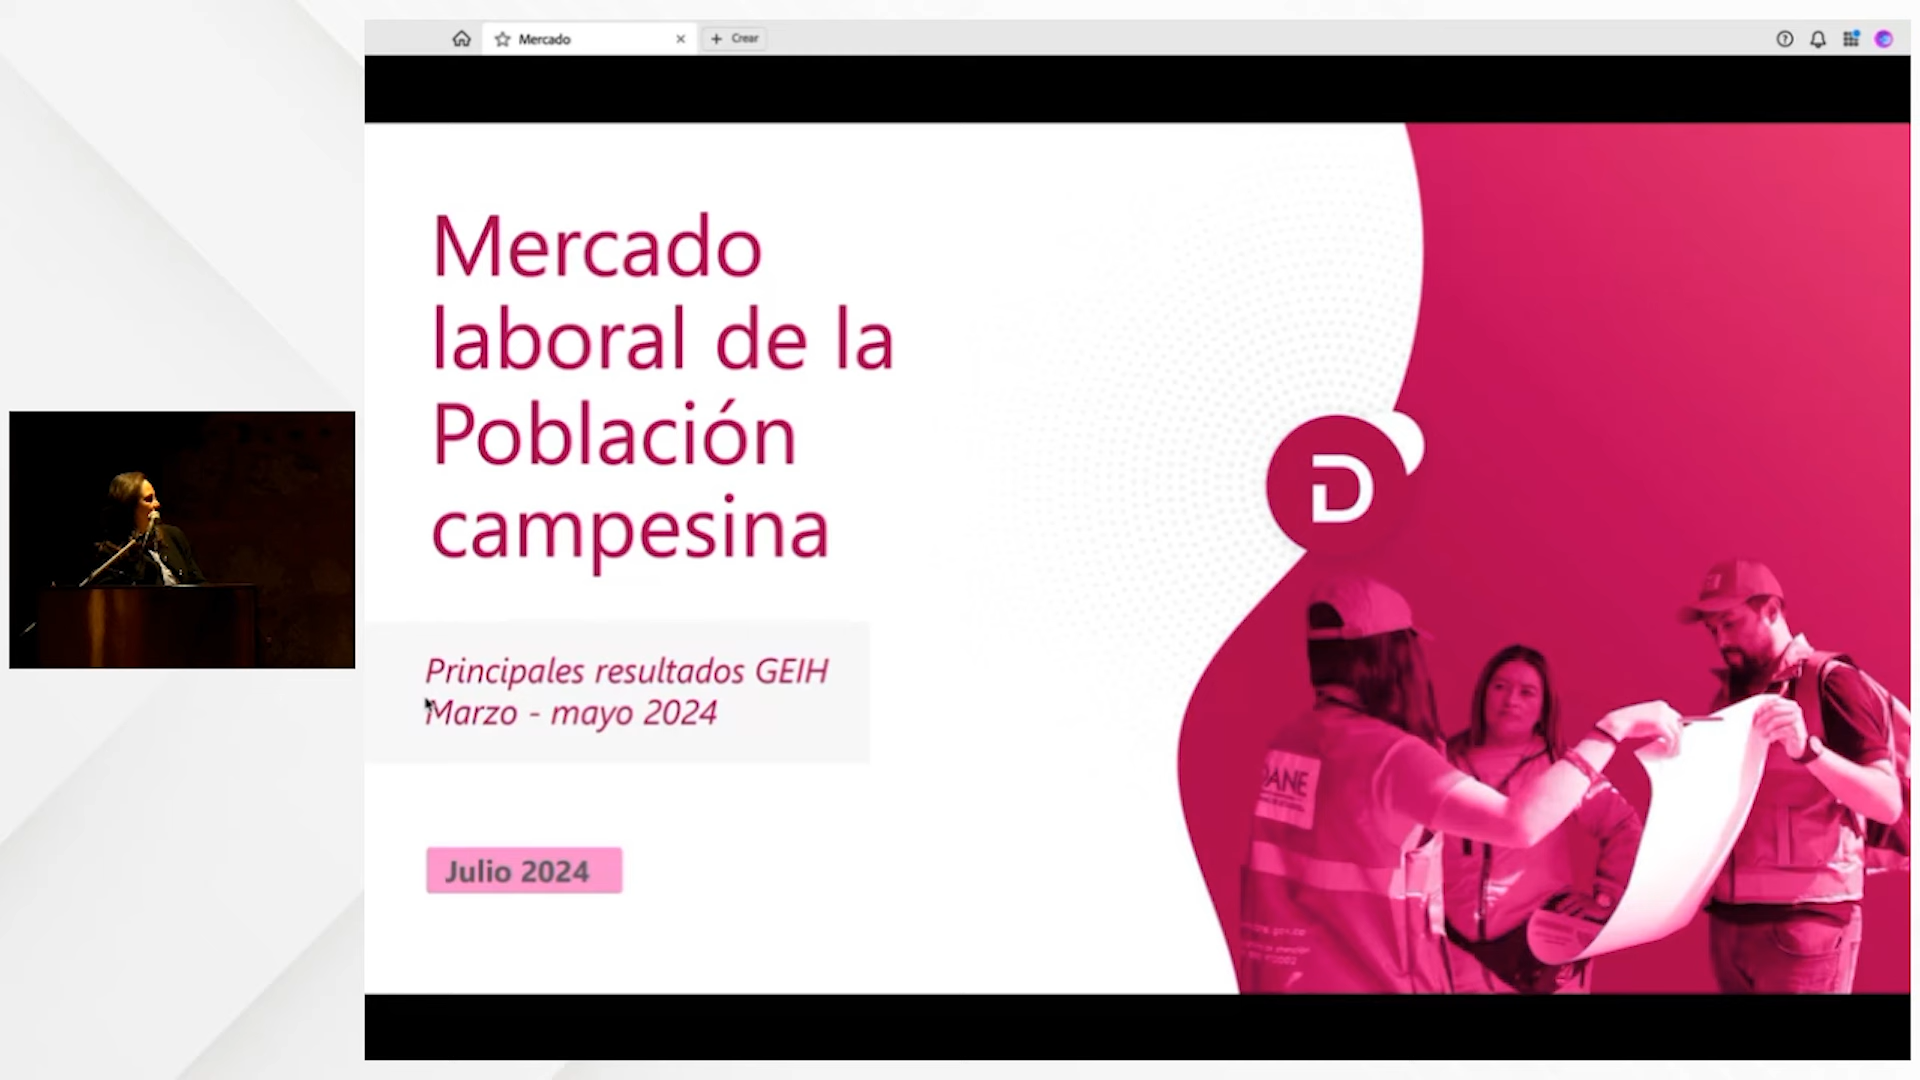 Mercado
Crear
Mercado
laboral de la
Población
campesina
Principales resultados GEIH
Marzo - mayo 2024
Julio 2024
D
DANE